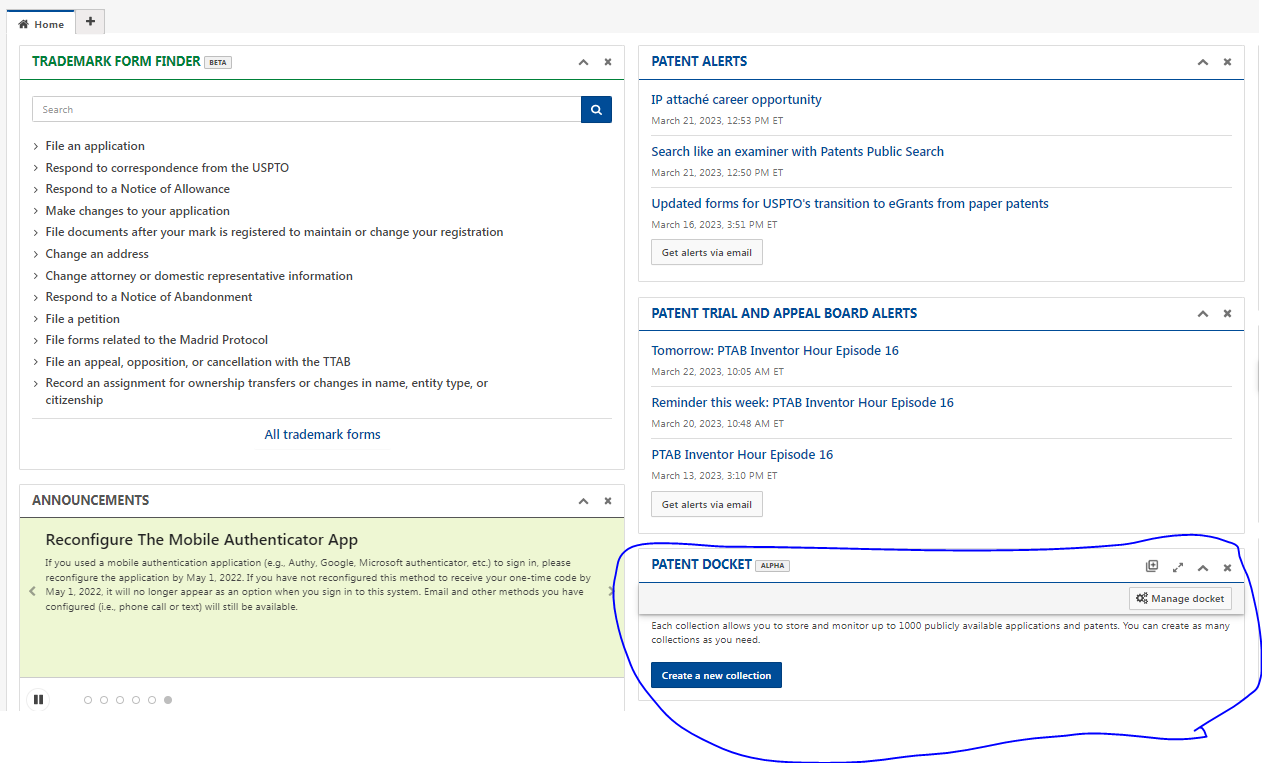 Home
TRADEMARK FORM FINDER BETA
Search
File an application
Respond to correspondence from the USPTO
Respond to a Notice of Allowance
Make changes to your application
File documents after your mark is registered to maintain or change your registration
Change an address
Change attorney or domestic representative information
Respond to a Notice of Abandonment
File a petition
File forms related to the Madrid Protocol
File an appeal, opposition, or cancellation with the TTAB
Record an assignment for ownership transfers or changes in name, entity type, or
citizenship
All trademark forms
ANNOUNCEMENTS
Reconfigure The Mobile Authenticator App
If you used a mobile authentication application (e.g., Authy, Google, Microsoft authenticator, etc.) to sign in, please
reconfigure the application by May 1, 2022. If you have not reconfigured this method to receive your one-time code by
May 1, 2022, it will no longer appear as an option when you sign in to this system. Email and other methods you have
configured (i.e., phone call or text) will still be available.
PATENT ALERTS
IP attaché career opportunity
March 21, 2023, 12:53 PM ET
Search like an examiner with Patents Public Search
March 21, 2023, 12:50 PM ET
Updated forms for USPTO's transition to eGrants from paper patents
March 16, 2023, 3:51 PM ET
Get alerts via email
PATENT TRIAL AND APPEAL BOARD ALERTS
Tomorrow: PTAB Inventor Hour Episode 16
March 22, 2023, 10:05 AM ET
Reminder this week: PTAB Inventor Hour Episode 16
March 20, 2023, 10:48 AM ET
PTAB Inventor Hour Episode 16
March 13, 2023, 3:10 PM ET
Get alerts via email
PATENT DOCKET ALPHA
Manage docket
Each collection allows you to store and monitor up to 1000 publicly available applications and patents. You can create as many
collections as you need.
Create a new collection